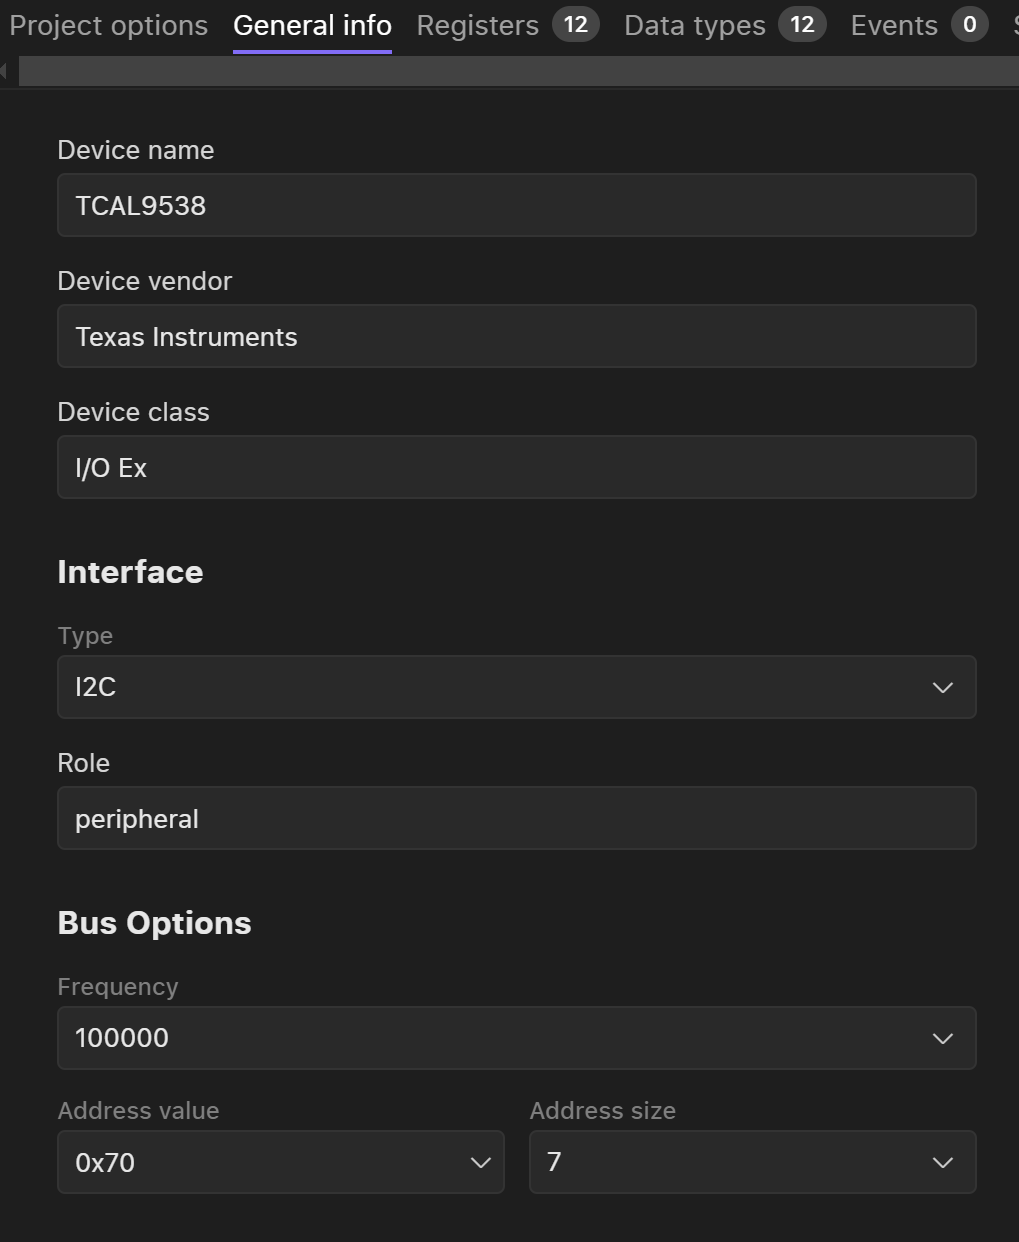 Project options General info Registers 12 Data types 12 Events 0
Device name
TCAL9538
Device vendor
Texas Instruments
Device class
I/O Ex
Interface
Type
I2C
Role
peripheral
Bus Options
Frequency
100000
Address value Address size
0x70 7